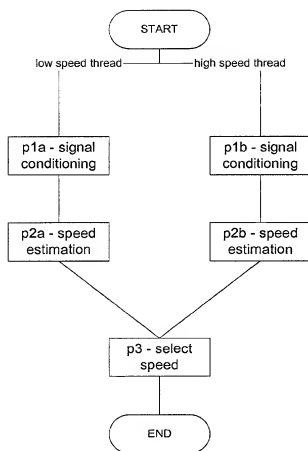 START
low speed thread
high speed thread
p1a - signal
conditioning
p1b - signal
conditioning
p2a - speed
estimation
p2b - speed
estimation
p3 - select
speed
END